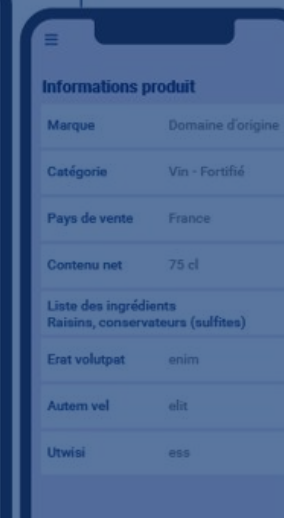 Informations produit
Marque Domaine d'origine
Catégorie Vin - Fortifié
Pays de vente France
Contenu net 75 cl
Liste des ingrédients
Raisins, conservateurs (sulfites)
Erat volutpat enim
Autem vel elit
Utwisi ess